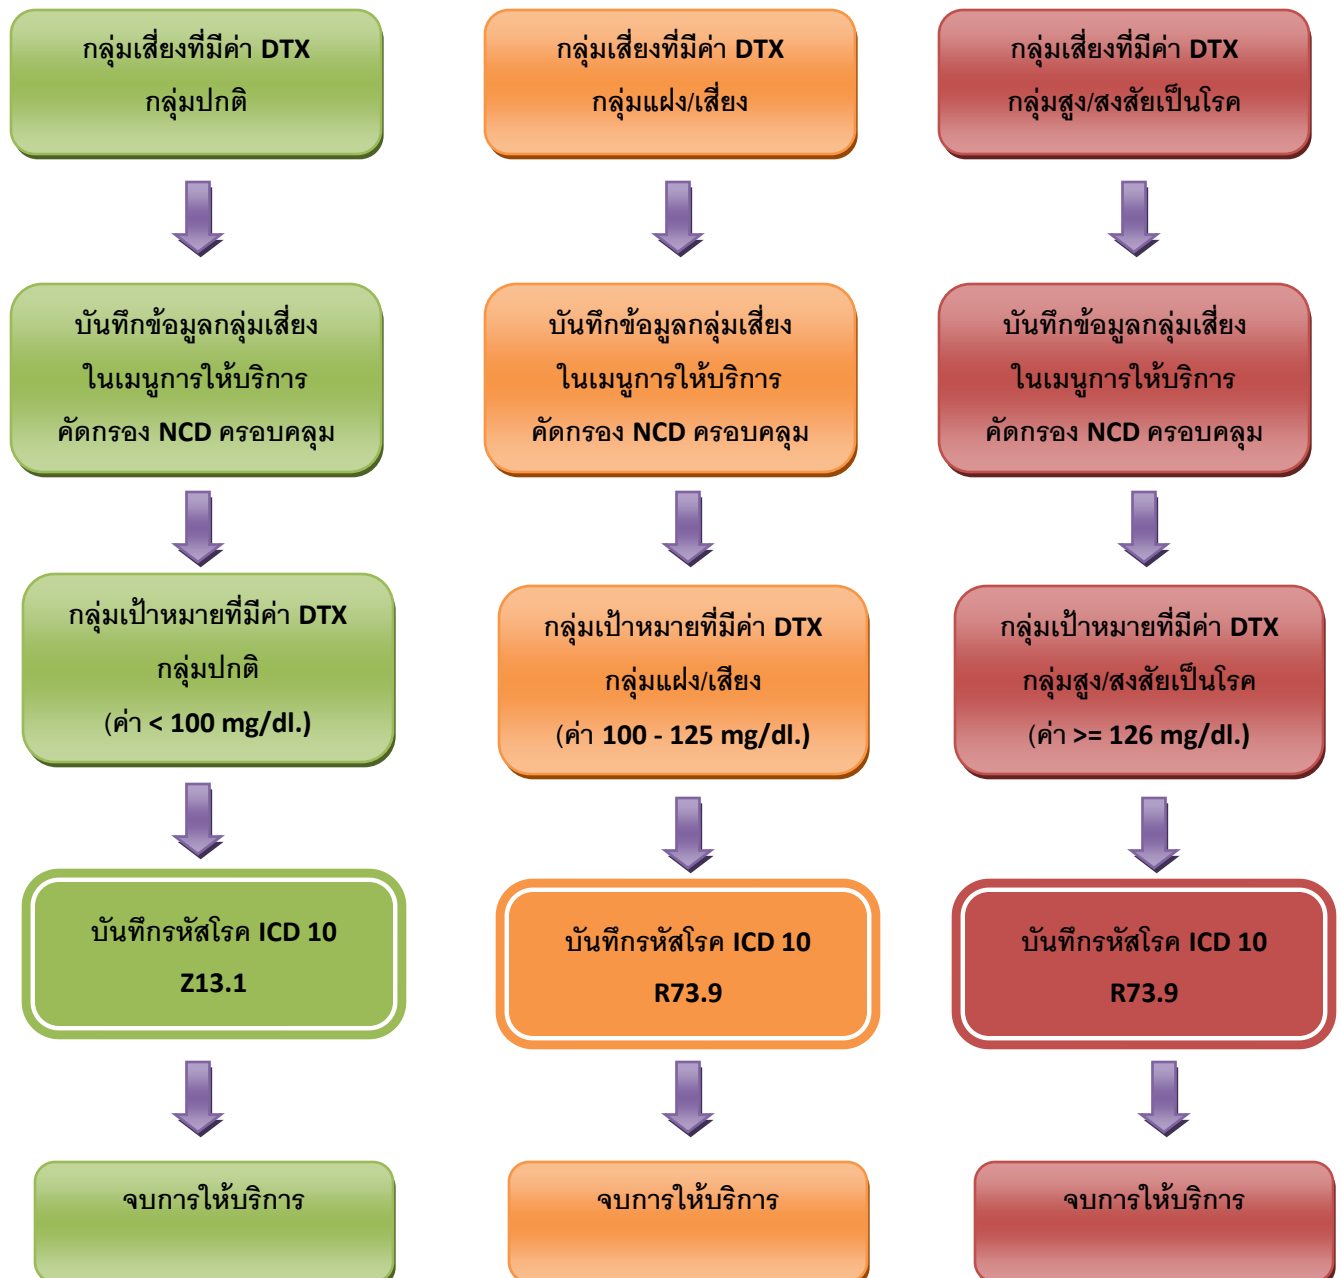 กลุ่มเสี่ยงที่มีค่า DTX
กลุ่มปกติ
กลุ่มเสี่ยงที่มีค่า DTX
กลุ่มแฝง/เสี่ยง
กลุ่มเสี่ยงที่มีค่า DTX
กลุ่มสูง/สงสัยเป็นโรค
บันทึกข้อมูลกลุ่มเสี่ยง
ในเมนูการให้บริการ
คัดกรอง NCD ครอบคลุม
บันทึกข้อมูลกลุ่มเสี่ยง
ในเมนูการให้บริการ
คัดกรอง NCD ครอบคลุม
บันทึกข้อมูลกลุ่มเสี่ยง
ในเมนูการให้บริการ
คัดกรอง NCD ครอบคลุม
กลุ่มเป้าหมายที่มีค่า DTX
กลุ่มปกติ
(ค่า < 100 mg/dl.)
กลุ่มเป้าหมายที่มีค่า DTX
กลุ่มแฝง/เสียง
(ค่า 100 - 125 mg/dl.)
กลุ่มเป้าหมายที่มีค่า DTX
กลุ่มสูง/สงสัยเป็นโรค
(ค่า >= 126 mg/dl.)
บันทึกรหัสโรค ICD 10
Z13.1
บันทึกรหัสโรค ICD 10
R73.9
บันทึกรหัสโรค ICD 10
R73.9
จบการให้บริการ
จบการให้บริการ
จบการให้บริการ